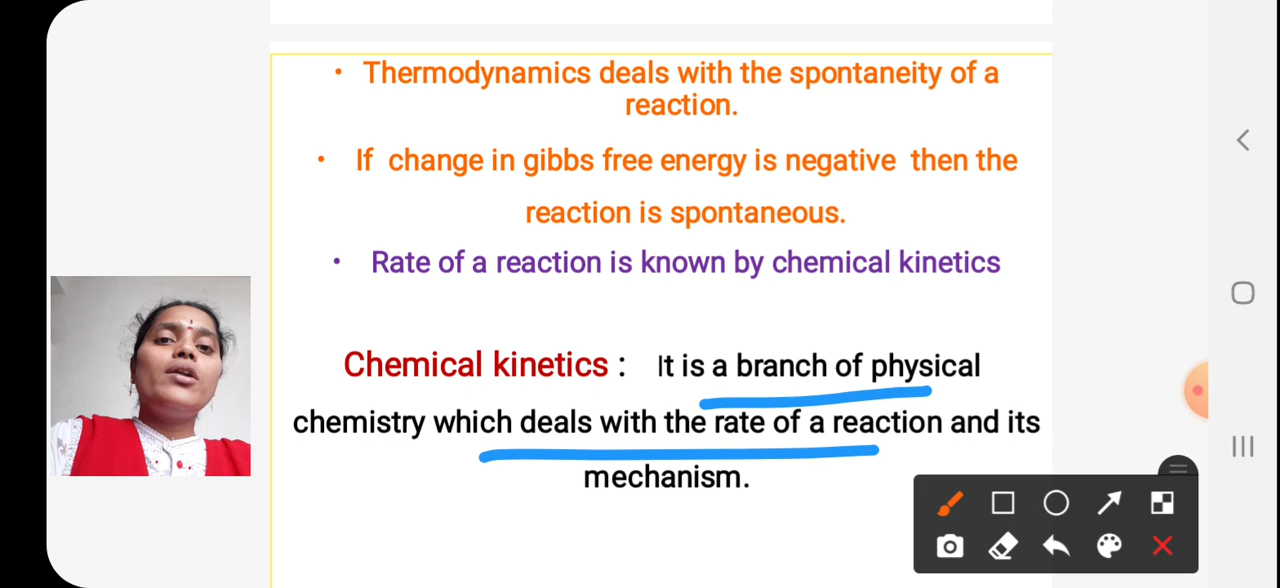 • Thermodynamics deals with the spontaneity of a
reaction.
• If change in gibbs free energy is negative then the
reaction is spontaneous.
• Rate of a reaction is known by chemical kinetics
Chemical kinetics : It is a branch of physical
chemistry which deals with the rate of a reaction and its
mechanism.